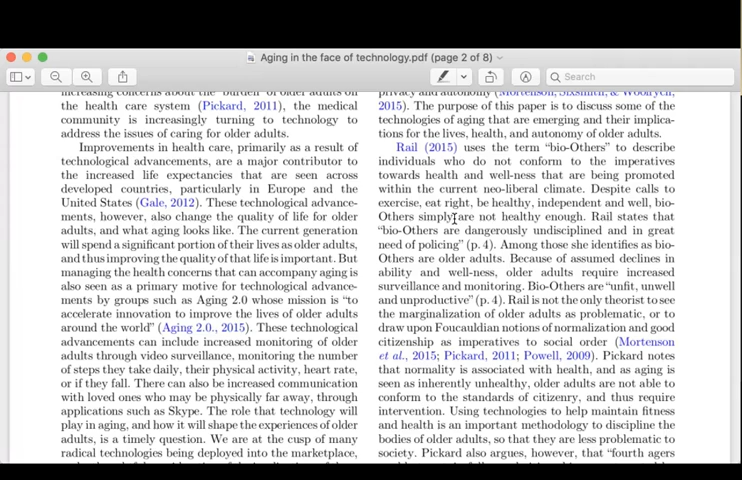 Aging in the face of technology.pdf (page 2 of 8)
Search
increasing concerns about the "burden" of older adults on
the health care system (Pickard, 2011), the medical
community is increasingly turning to technology to
address the issues of caring for older adults.
Improvements in health care, primarily as a result of
technological advancements, are a major contributor to
the increased life expectancies that are seen across
developed countries, particularly in Europe and the
United States (Gale, 2012). These technological advance-
ments, however, also change the quality of life for older
adults, and what aging looks like. The current generation
will spend a significant portion of their lives as older adults,
and thus improving the quality of that life is important. But
managing the health concerns that can accompany aging is
also seen as a primary motive for technological advance-
ments by groups such as Aging 2.0 whose mission is "to
accelerate innovation to improve the lives of older adults
around the world" (Aging 2.0., 2015). These technological
advancements can include increased monitoring of older
adults through video surveillance, monitoring the number
of steps they take daily, their physical activity, heart rate,
or if they fall. There can also be increased communication
with loved ones who may be physically far away, through
applications such as Skype. The role that technology will
play in aging, and how it will shape the experiences of older
adults, is a timely question. We are at the cusp of many
radical technologies being deployed into the marketplace,
privacy and autonomy (Mortenson, Sixsmith, & Woolrych,
2015). The purpose of this paper is to discuss some of the
technologies of aging that are emerging and their implica-
tions for the lives, health, and autonomy of older adults.
Rail (2015) uses the term "bio-Others" to describe
individuals who do not conform to the imperatives
towards health and well-ness that are being promoted
within the current neo-liberal climate. Despite calls to
exercise, eat right, be healthy, independent and well, bio-
Others simply are not healthy enough. Rail states that
"bio-Others are dangerously undisciplined and in great
need of policing" (p. 4). Among those she identifies as bio-
Others are older adults. Because of assumed declines in
ability and well-ness, older adults require increased
surveillance and monitoring. Bio-Others are "unfit, unwell
and unproductive" (p. 4). Rail is not the only theorist to see
the marginalization of older adults as problematic, or to
draw upon Foucauldian notions of normalization and good
citizenship as imperatives to social order (Mortenson
et al., 2015; Pickard, 2011; Powell, 2009). Pickard notes
that normality is associated with health, and as aging is
seen as inherently unhealthy, older adults are not able to
conform to the standards of citizenry, and thus require
intervention. Using technologies to help maintain fitness
and health is an important methodology to discipline the
bodies of older adults, so that they are less problematic to
society. Pickard also argues, however, that "fourth agers